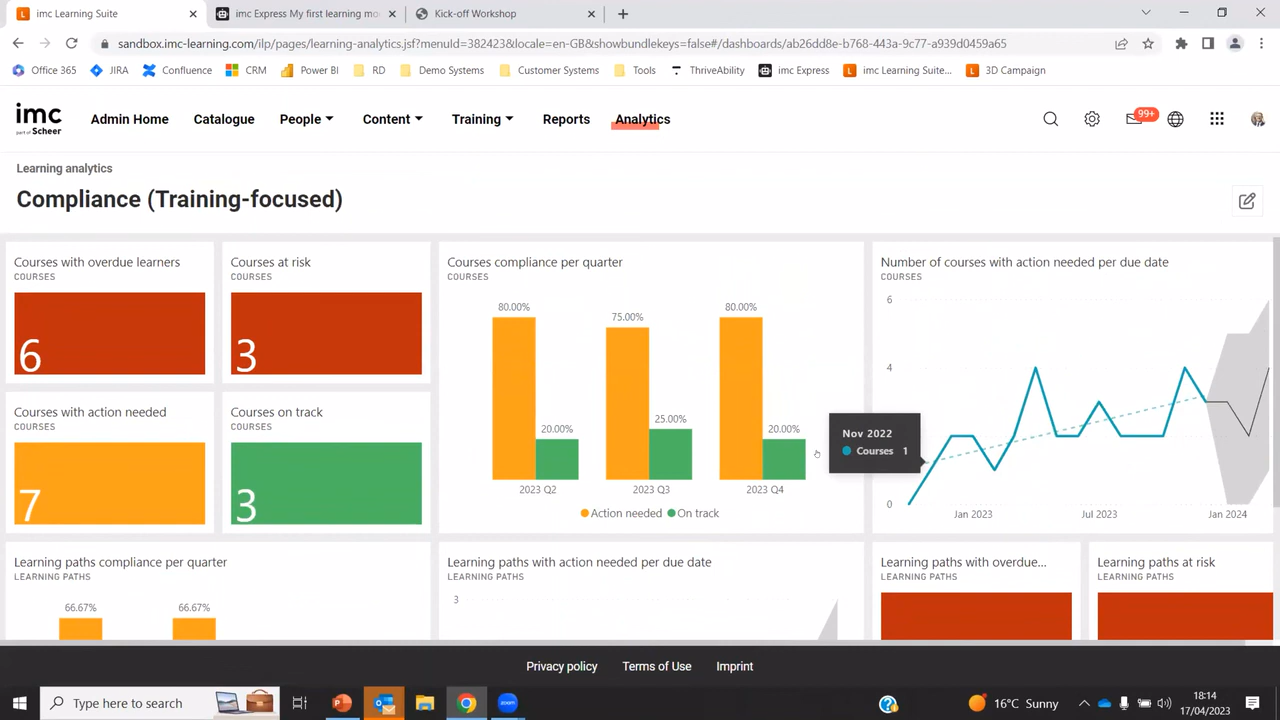 imc Learning Suite
imc Express My first learning mo
Kick-off Workshop
sandbox.imc-learning.com/ilp/pages/learning-analytics.jsf?menuId=382423&locale=en-GB&showbundlekeys=false#/dashboards/ab26dd8e-b768-443a-9c77-a939d0459a65
Office 365
JIRA
Confluence
CRM
Power BI
RD
Demo Systems
Customer Systems
Tools
ThriveAbility
imc Express
imc Learning Suite...
3D Campaign
imc
part of Scheer
Admin Home
Catalogue
People
Content
Training
Reports
Analytics
99+
Learning analytics
Compliance (Training-focused)
Courses with overdue learners
COURSES
6
Courses at risk
COURSES
3
Courses compliance per quarter
COURSES
80.00%
75.00%
80.00%
20.00%
25.00%
20.00%
2023 Q2
2023 Q3
2023 Q4
Action needed
On track
Number of courses with action needed per due date
COURSES
6
4
0
Nov 2022
Courses 1
Jan 2023
Jul 2023
Jan 2024
Courses with action needed
COURSES
7
Courses on track
COURSES
3
Learning paths compliance per quarter
LEARNING PATHS
66.67%
66.67%
Learning paths with action needed per due date
LEARNING PATHS
3
Learning paths with overdue...
LEARNING PATHS
Learning paths at risk
LEARNING PATHS
Privacy policy
Terms of Use
Imprint
Type here to search
16°C Sunny
18:14
17/04/2023